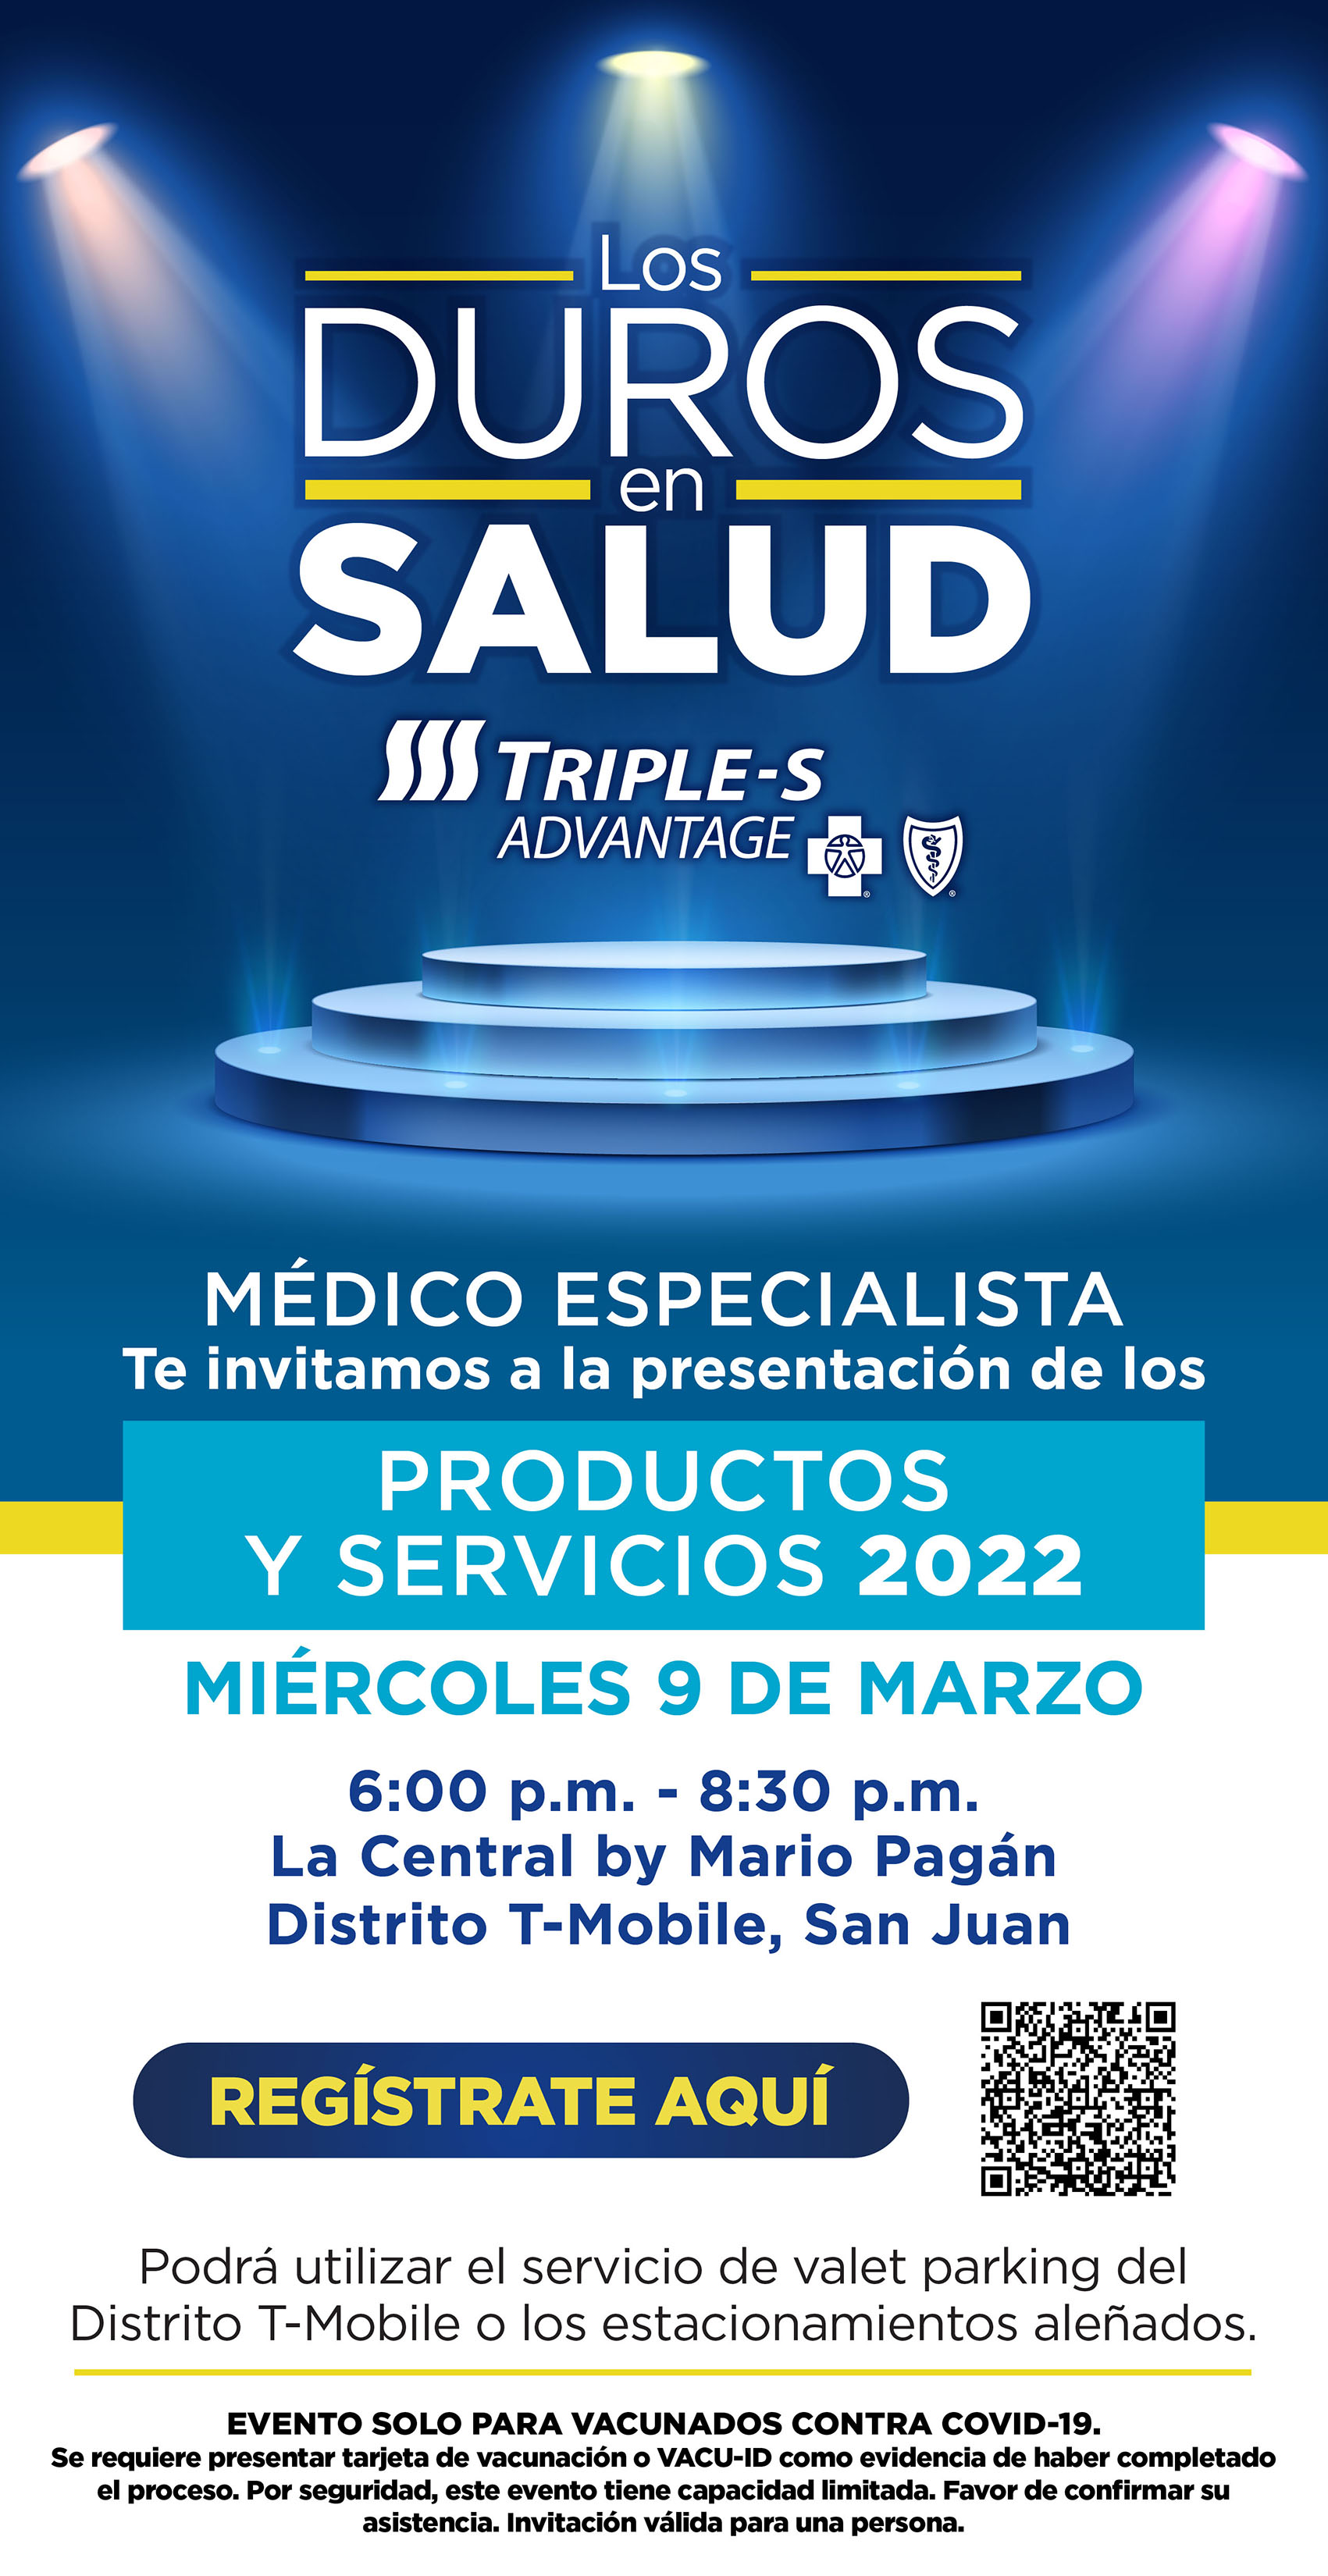 Los
DUROS
en
SALUD
TRIPLE-S
ADVANTAGE
MÉDICO ESPECIALISTA
Te invitamos a la presentación de los
PRODUCTOS
Y SERVICIOS 2022
MIÉRCOLES 9 DE MARZO
6:00 p.m. - 8:30 p.m.
La Central by Mario Pagán
Distrito T-Mobile, San Juan
REGÍSTRATE AQUÍ
Podrá utilizar el servicio de valet parking del
Distrito T-Mobile o los estacionamientos aleñados.
EVENTO SOLO PARA VACUNADOS CONTRA COVID-19.
Se requiere presentar tarjeta de vacunación o VACU-ID como evidencia de haber completado
el proceso. Por seguridad, este evento tiene capacidad limitada. Favor de confirmar su
asistencia. Invitación válida para una persona.